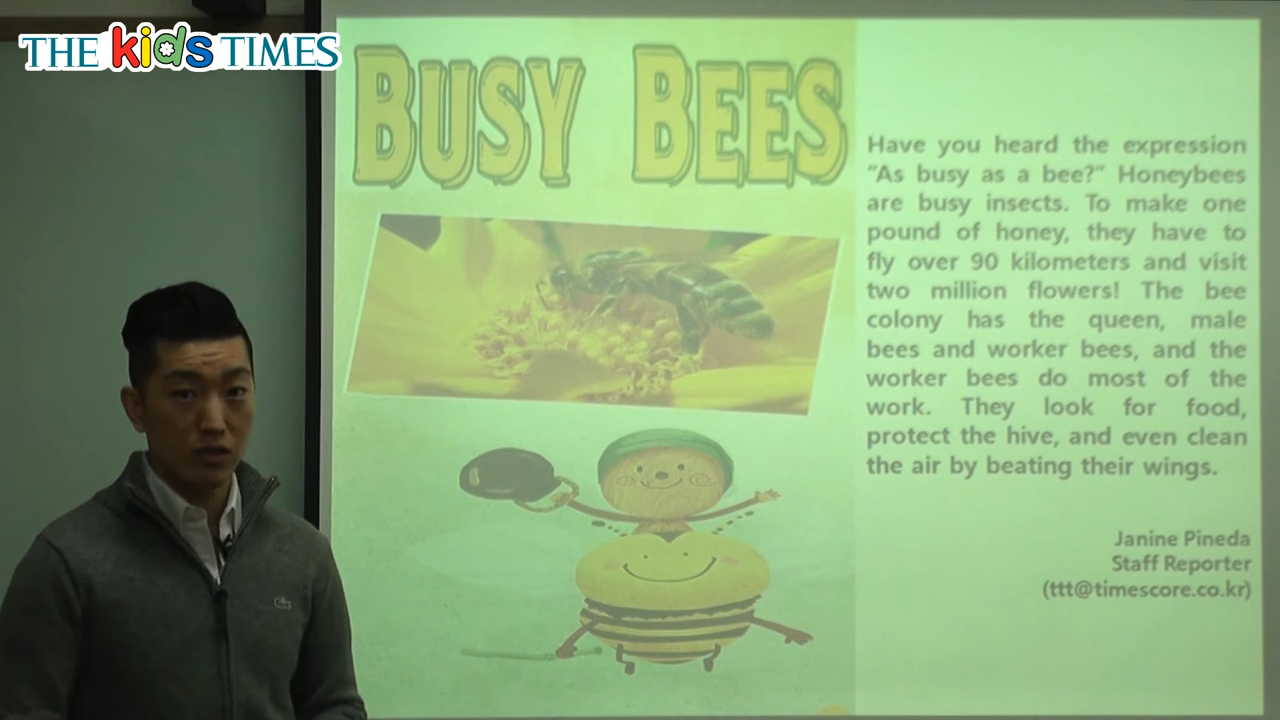 THE kids TIMES
BUSY BEES
Have you heard the expression
"As busy as a bee?" Honeybees
are busy insects. To make one
pound of honey, they have to
fly over 90 kilometers and visit
two million flowers! The bee
colony has the queen, male
bees and worker bees, and the
worker bees do most of the
work. They look for food,
protect the hive, and even clean
the air by beating their wings.
Janine Pineda
Staff Reporter
(ttt@timescore.co.kr)